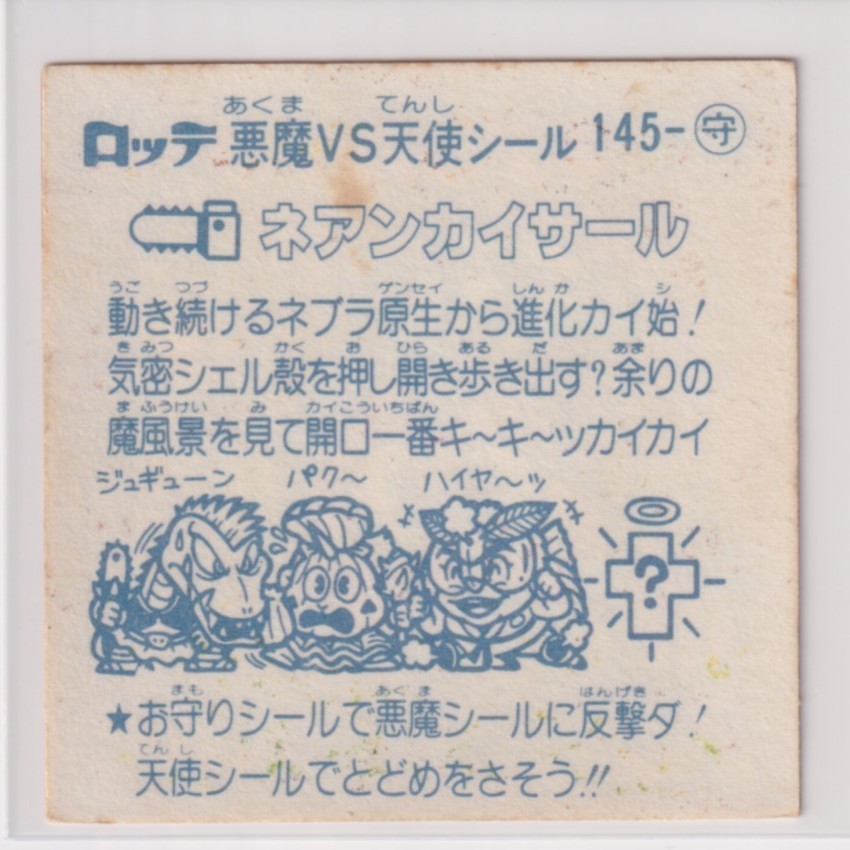 あくま てんし
ロッテ 悪魔VS天使シール 145-守
ネアンカイサール
うご つづ ゲンセイ しんか シ
動き続けるネブラ原生から進化カイ始！
きみつ かく お ひら ある だ あま
気密シェル殻を押し開き歩き出す？余りの
ま ふうけい み カイこういちばん
魔風景を見て開口一番キ〜キ〜ッカイカイ
ジュギューン パク〜 ハイヤ〜ッ
?
まも あくま はんげき
★お守りシールで悪魔シールに反撃ダ！
てんし
天使シールでとどめをさそう!!